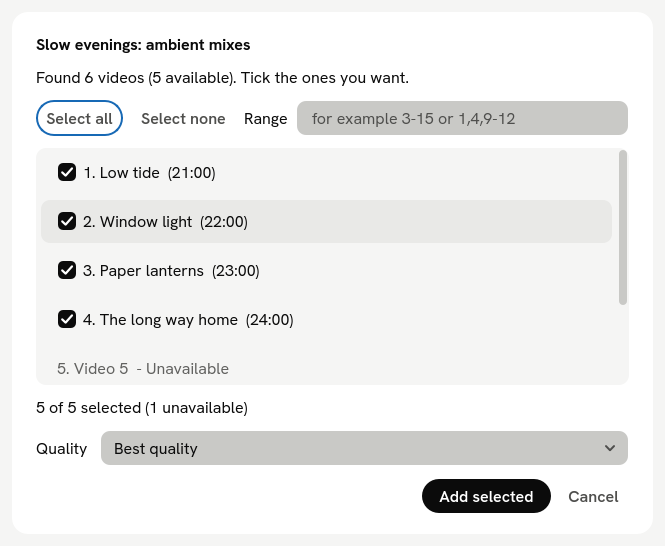 Slow evenings: ambient mixes
Found 6 videos (5 available). Tick the ones you want.
Select all Select none Range for example 3-15 or 1,4,9-12
1. Low tide (21:00)
2. Window light (22:00)
3. Paper lanterns (23:00)
4. The long way home (24:00)
5. Video 5 - Unavailable
5 of 5 selected (1 unavailable)
Quality Best quality
Add selected Cancel